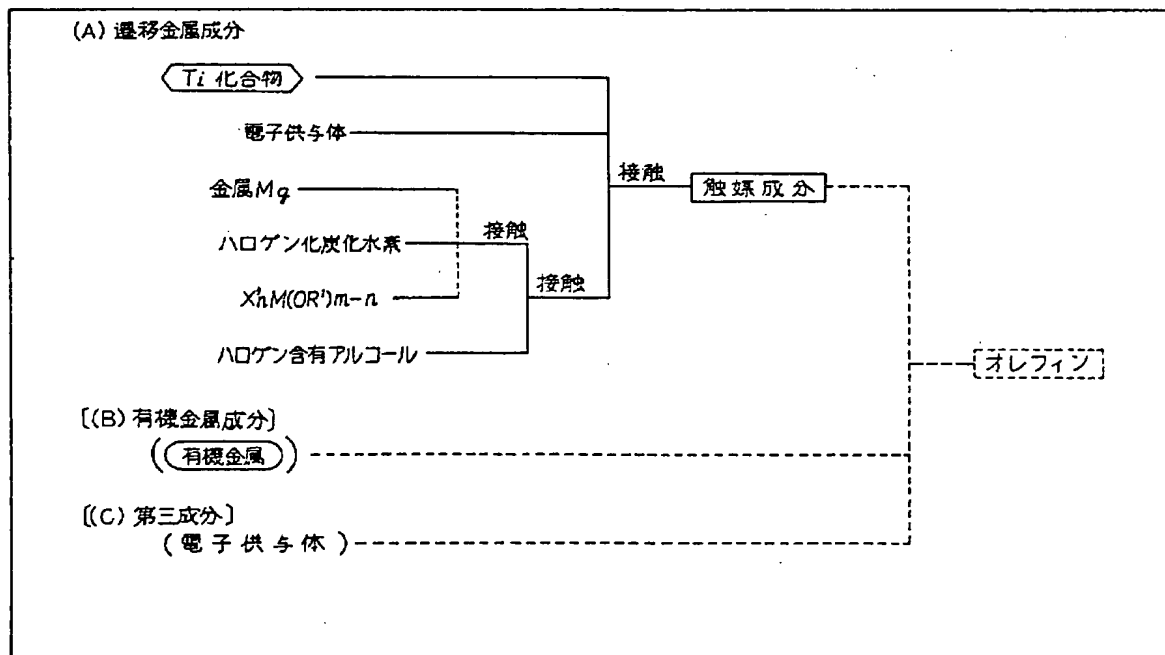 (A) 遷移金属成分
Ti 化合物
電子供与体
接触
触媒成分
金属Mg
ハロゲン化炭化水素
接触
接触
X'nM(OR')m-n
ハロゲン含有アルコール
オレフィン
[(B) 有機金属成分]
(有機金属)
[(C) 第三成分]
(電子供与体)